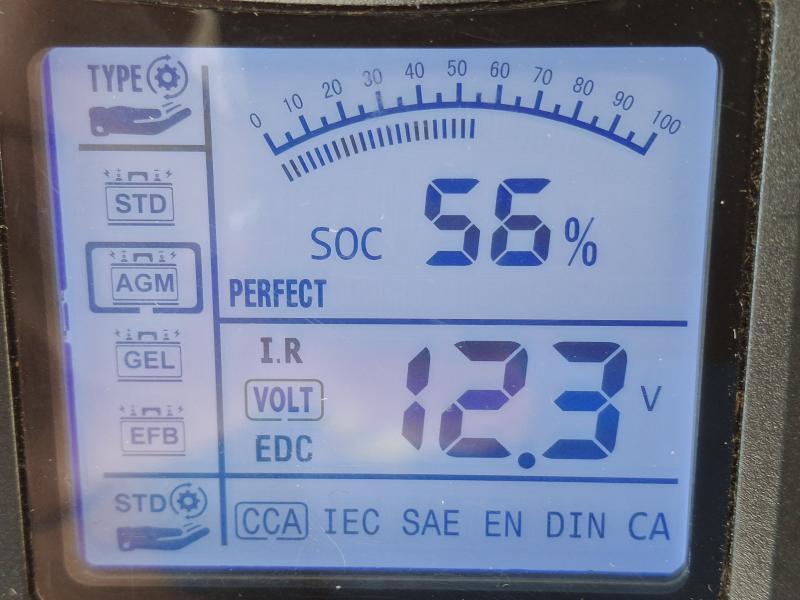 TYPE
0 10 20 30 40 50 60 70 80 90 100
STD
SOC 56 %
AGM
PERFECT
GEL
I.R
VOLT 12.3 V
EFB
EDC
STD
CCA IEC SAE EN DIN CA